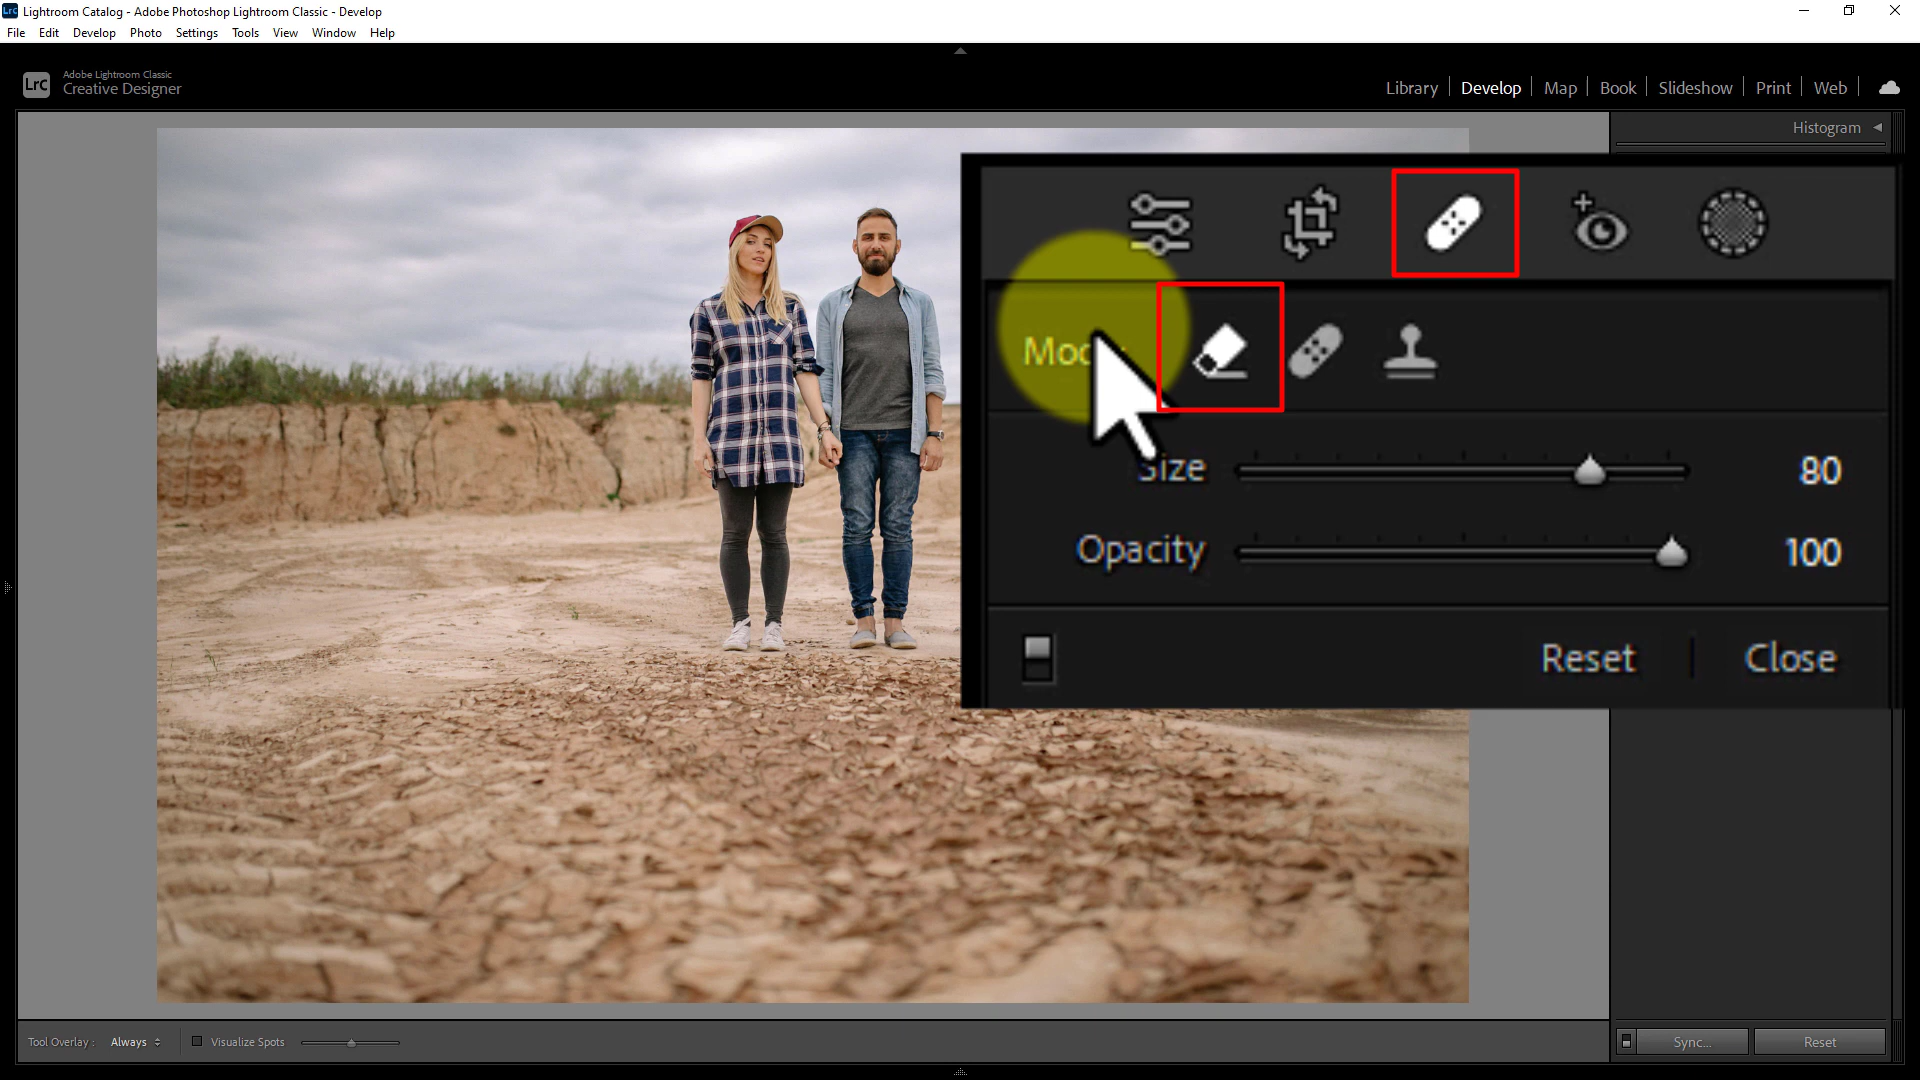 Lrc Lightroom Catalog - Adobe Photoshop Lightroom Classic - Develop
File Edit Develop Photo Settings Tools View Window Help
LrC Adobe Lightroom Classic
Creative Designer
Library | Develop | Map | Book | Slideshow | Print | Web |
Histogram
Size 80
Opacity 100
Reset | Close
Tool Overlay : Always Visualize Spots
Sync... Reset